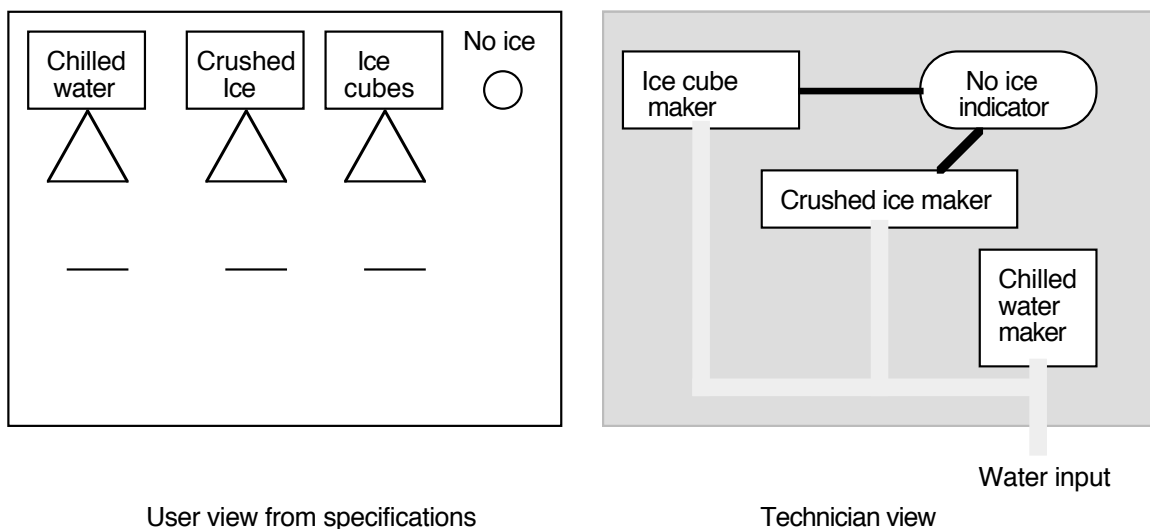 Chilled
water
Crushed
Ice
Ice
cubes
No ice
Ice cube
maker
No ice
indicator
Crushed ice maker
Chilled
water
maker
Water input
User view from specifications
Technician view